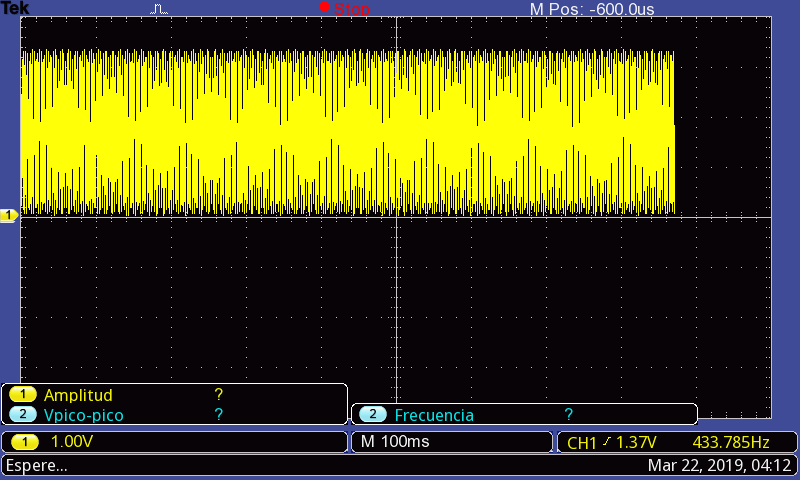 Tek Stop M Pos: -600.0us
1
1 Amplitud ?
2 Vpico-pico ? 2 Frecuencia ?
1 1.00V M 100ms CH1 1.37V 433.785Hz
Espere... Mar 22, 2019, 04:12